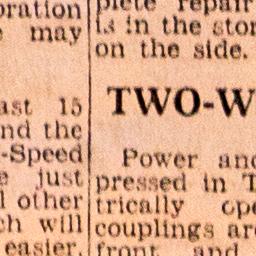 oration
may
ast 15
nd the
-Speed
just
other
ch will
easier.
plete repair
is in the stor
on the side.
TWO-W
Power and
pressed in T
trically ope
couplings are
front and